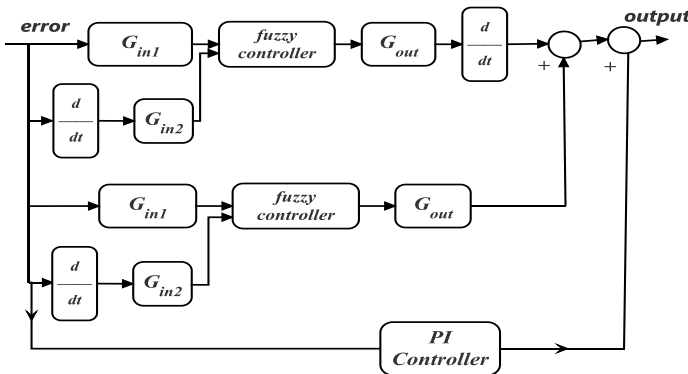 error
output
G_in1
fuzzy
controller
G_out
d
dt
+
+
d
dt
G_in2
G_in1
fuzzy
controller
G_out
d
dt
G_in2
PI
Controller